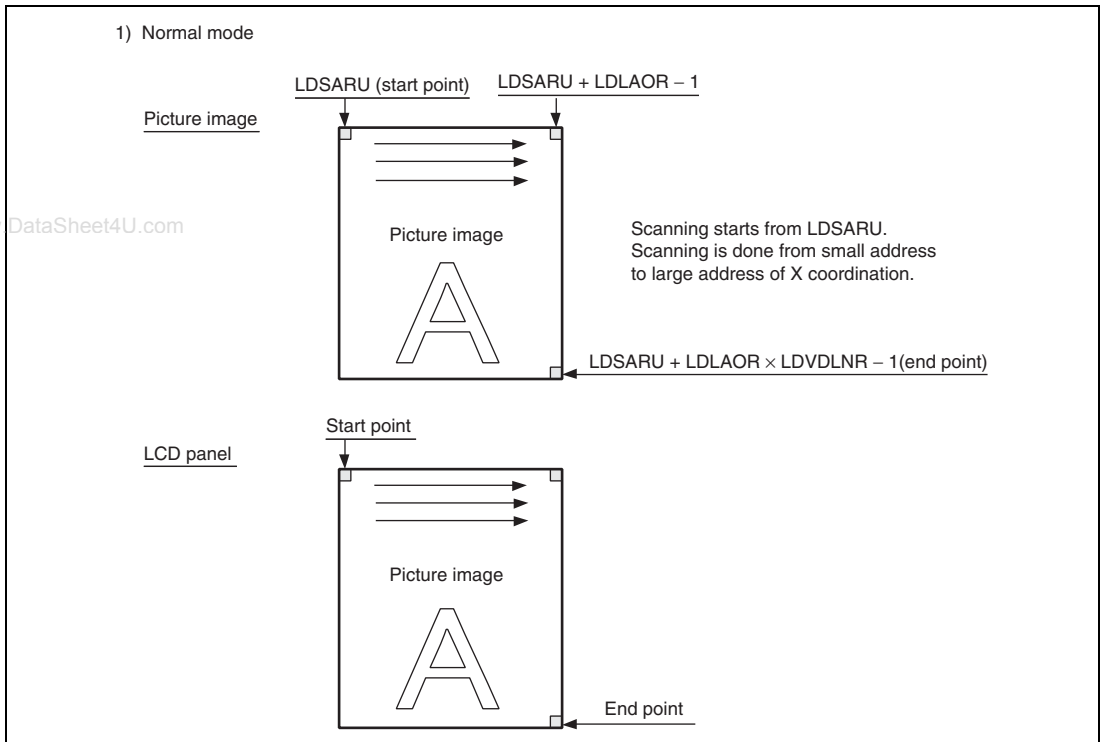 1) Normal mode
LDSARU (start point)
LDSARU + LDLAOR – 1
Picture image
DataSheet4U.com
Picture image
Scanning starts from LDSARU.
Scanning is done from small address
to large address of X coordination.
A
LDSARU + LDLAOR × LDVDLNR – 1(end point)
Start point
LCD panel
Picture image
A
End point